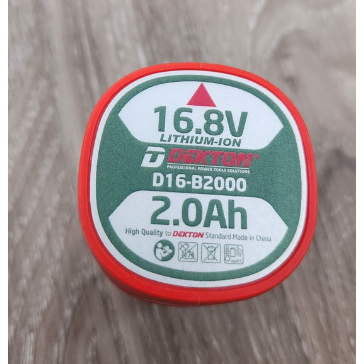 16.8V
LITHIUM-ION
D DEKTON®
PROFESSIONAL POWER TOOLS SOLUTIONS
D16-B2000
2.0Ah
High Quality to DEKTON Standard Made in China